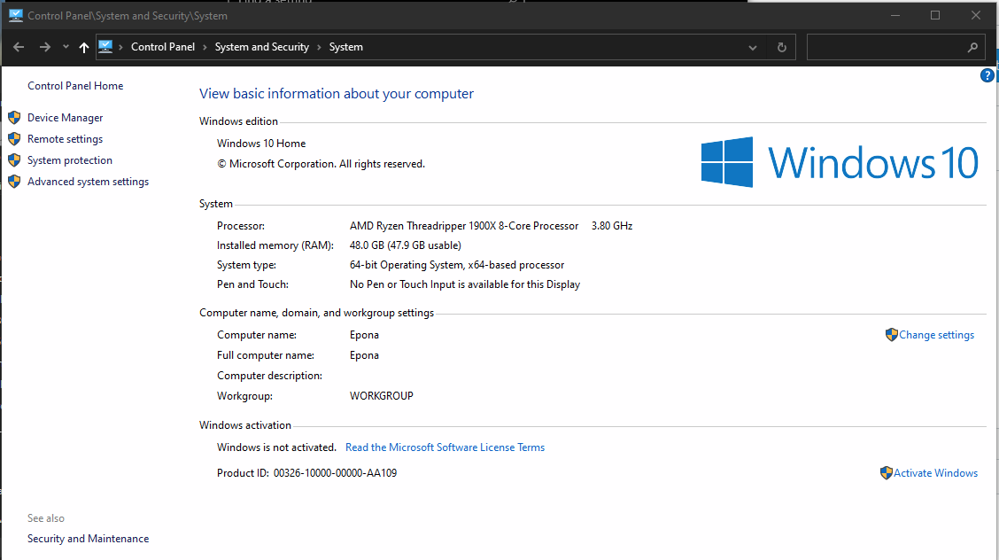 Control Panel\System and Security\System
Control Panel System and Security System
Control Panel Home
Device Manager
Remote settings
System protection
Advanced system settings
See also
Security and Maintenance
View basic information about your computer
Windows edition
Windows 10 Home
© Microsoft Corporation. All rights reserved.
Windows 10
System
Processor: AMD Ryzen Threadripper 1900X 8-Core Processor 3.80 GHz
Installed memory (RAM): 48.0 GB (47.9 GB usable)
System type: 64-bit Operating System, x64-based processor
Pen and Touch: No Pen or Touch Input is available for this Display
Computer name, domain, and workgroup settings
Computer name: Epona Change settings
Full computer name: Epona
Computer description:
Workgroup: WORKGROUP
Windows activation
Windows is not activated. Read the Microsoft Software License Terms
Product ID: 00326-10000-00000-AA109 Activate Windows